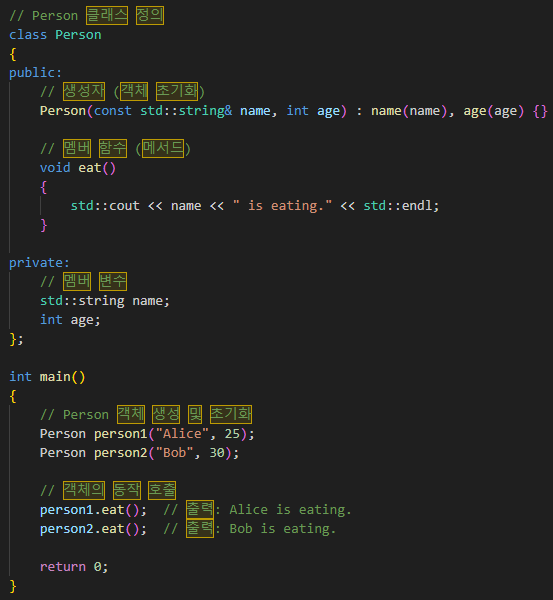 // Person 클래스 정의
class Person
{
public:
    // 생성자 (객체 초기화)
    Person(const std::string& name, int age) : name(name), age(age) {}

    // 멤버 함수 (메서드)
    void eat()
    {
        std::cout << name << " is eating." << std::endl;
    }

private:
    // 멤버 변수
    std::string name;
    int age;
};

int main()
{
    // Person 객체 생성 및 초기화
    Person person1("Alice", 25);
    Person person2("Bob", 30);

    // 객체의 동작 호출
    person1.eat();  // 출력: Alice is eating.
    person2.eat();  // 출력: Bob is eating.

    return 0;
}